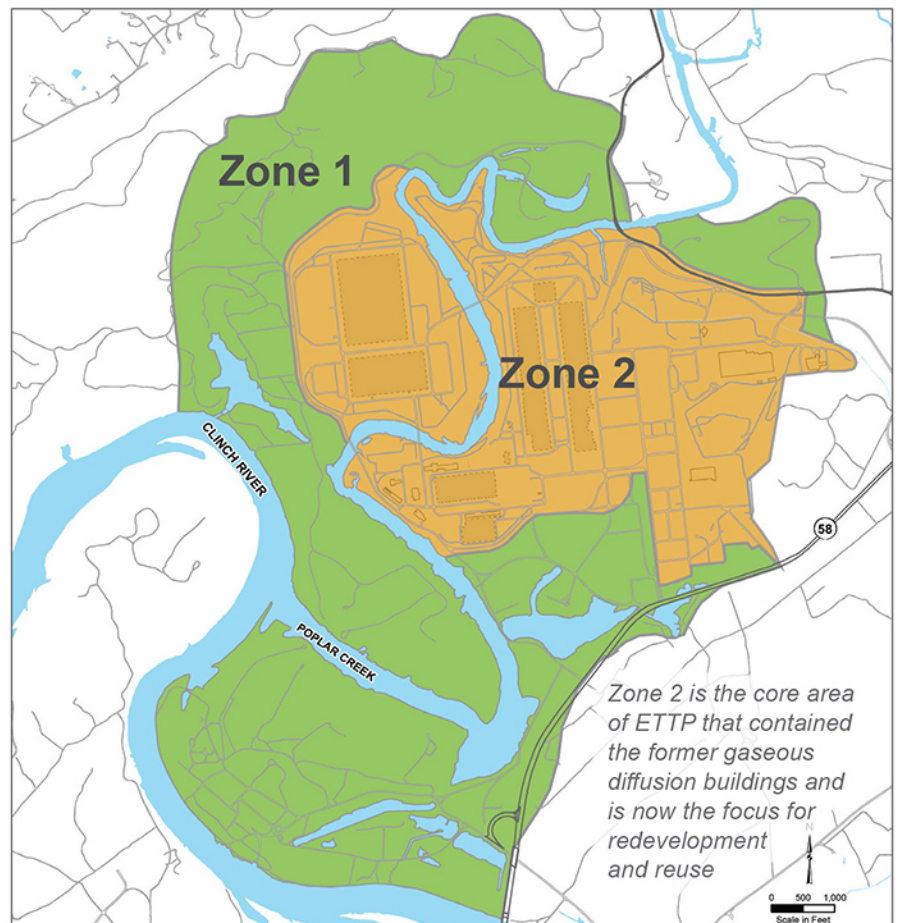 Zone 1
Zone 2
CLINCH RIVER
58
POPLAR CREEK
Zone 2 is the core area
of ETTP that contained
the former gaseous
diffusion buildings and
is now the focus for
redevelopment
and reuse
N
0 500 1,000
Scale in Feet